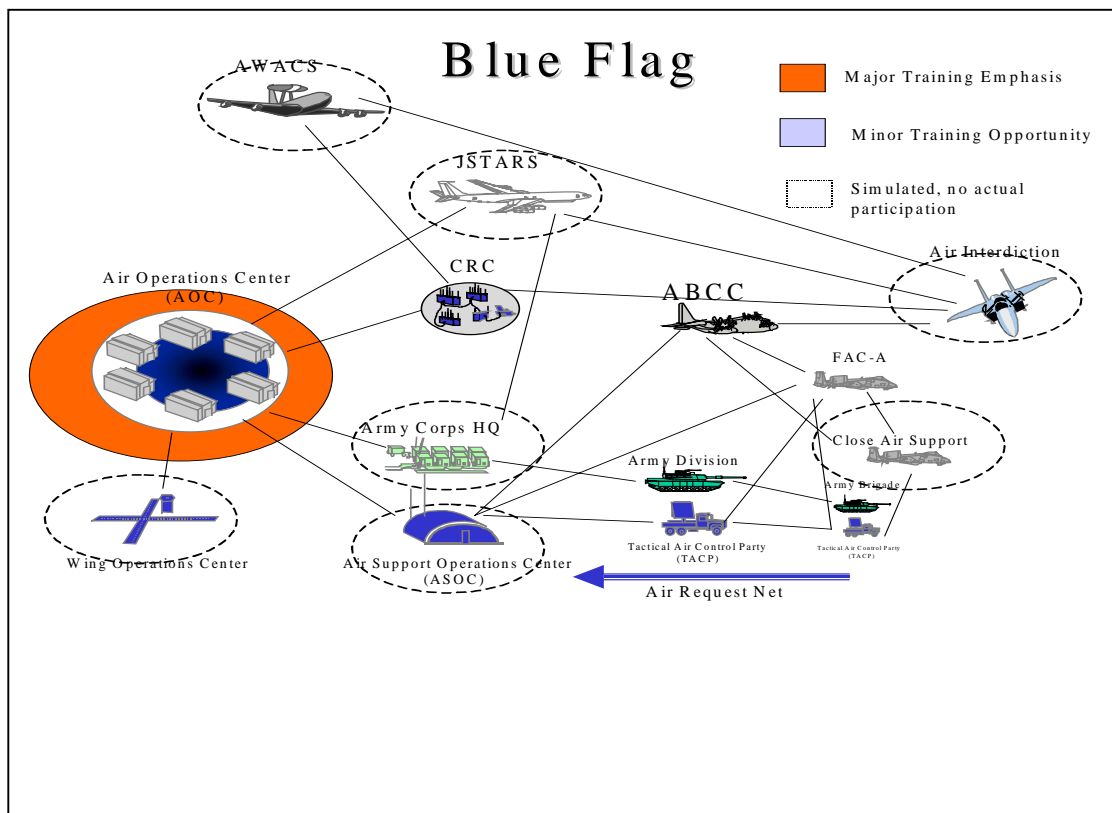 Blue Flag
AWACS
Major Training Emphasis
Minor Training Opportunity
JSTARS
Simulated, no actual
participation
Air Interdiction
Air Operations Center
(AOC)
CRC
ABCC
FAC-A
Army Corps HQ
Close Air Support
Army Division
Army Brigade
Tactical Air Control Party
(TACP)
Tactical Air Control Party
(TACP)
Wing Operations Center
Air Support Operations Center
(ASOC)
Air Request Net